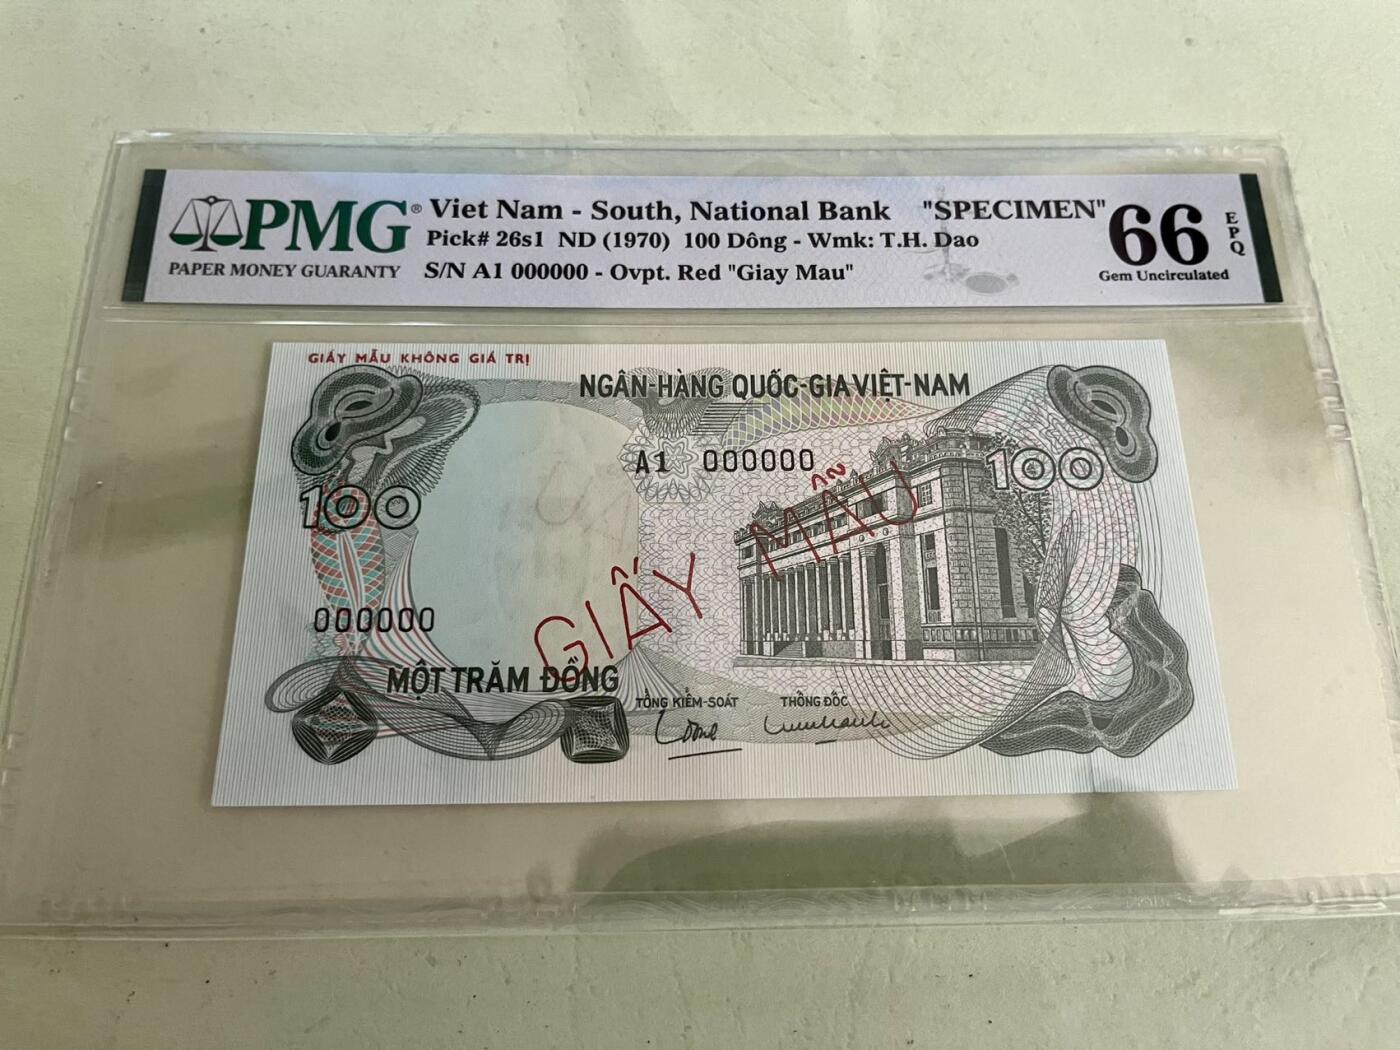 PMG®
PAPER MONEY GUARANTY
Viet Nam - South, National Bank "SPECIMEN"
Pick# 26s1 ND (1970) 100 Dông - Wmk: T.H. Dao
S/N A1 000000 - Ovpt. Red "Giay Mau"
66
EPQ
Gem Uncirculated
GIẤY MẪU KHÔNG GIÁ TRỊ
NGÂN-HÀNG QUỐC-GIA VIỆT-NAM
A1 000000
100
100
GIẤY MẪU
000000
MỘT TRĂM ĐỒNG
TỔNG KIỂM-SOÁT THỐNG ĐỐC